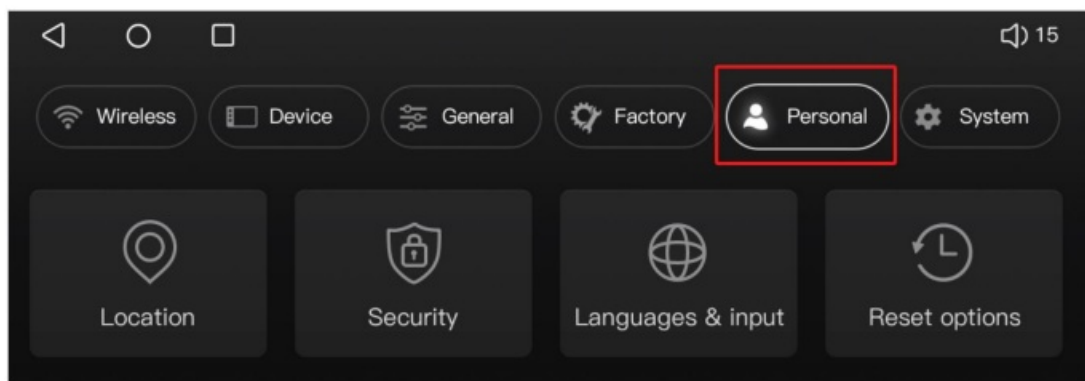 15
Wireless Device General Factory Personal System
Location Security Languages & input Reset options